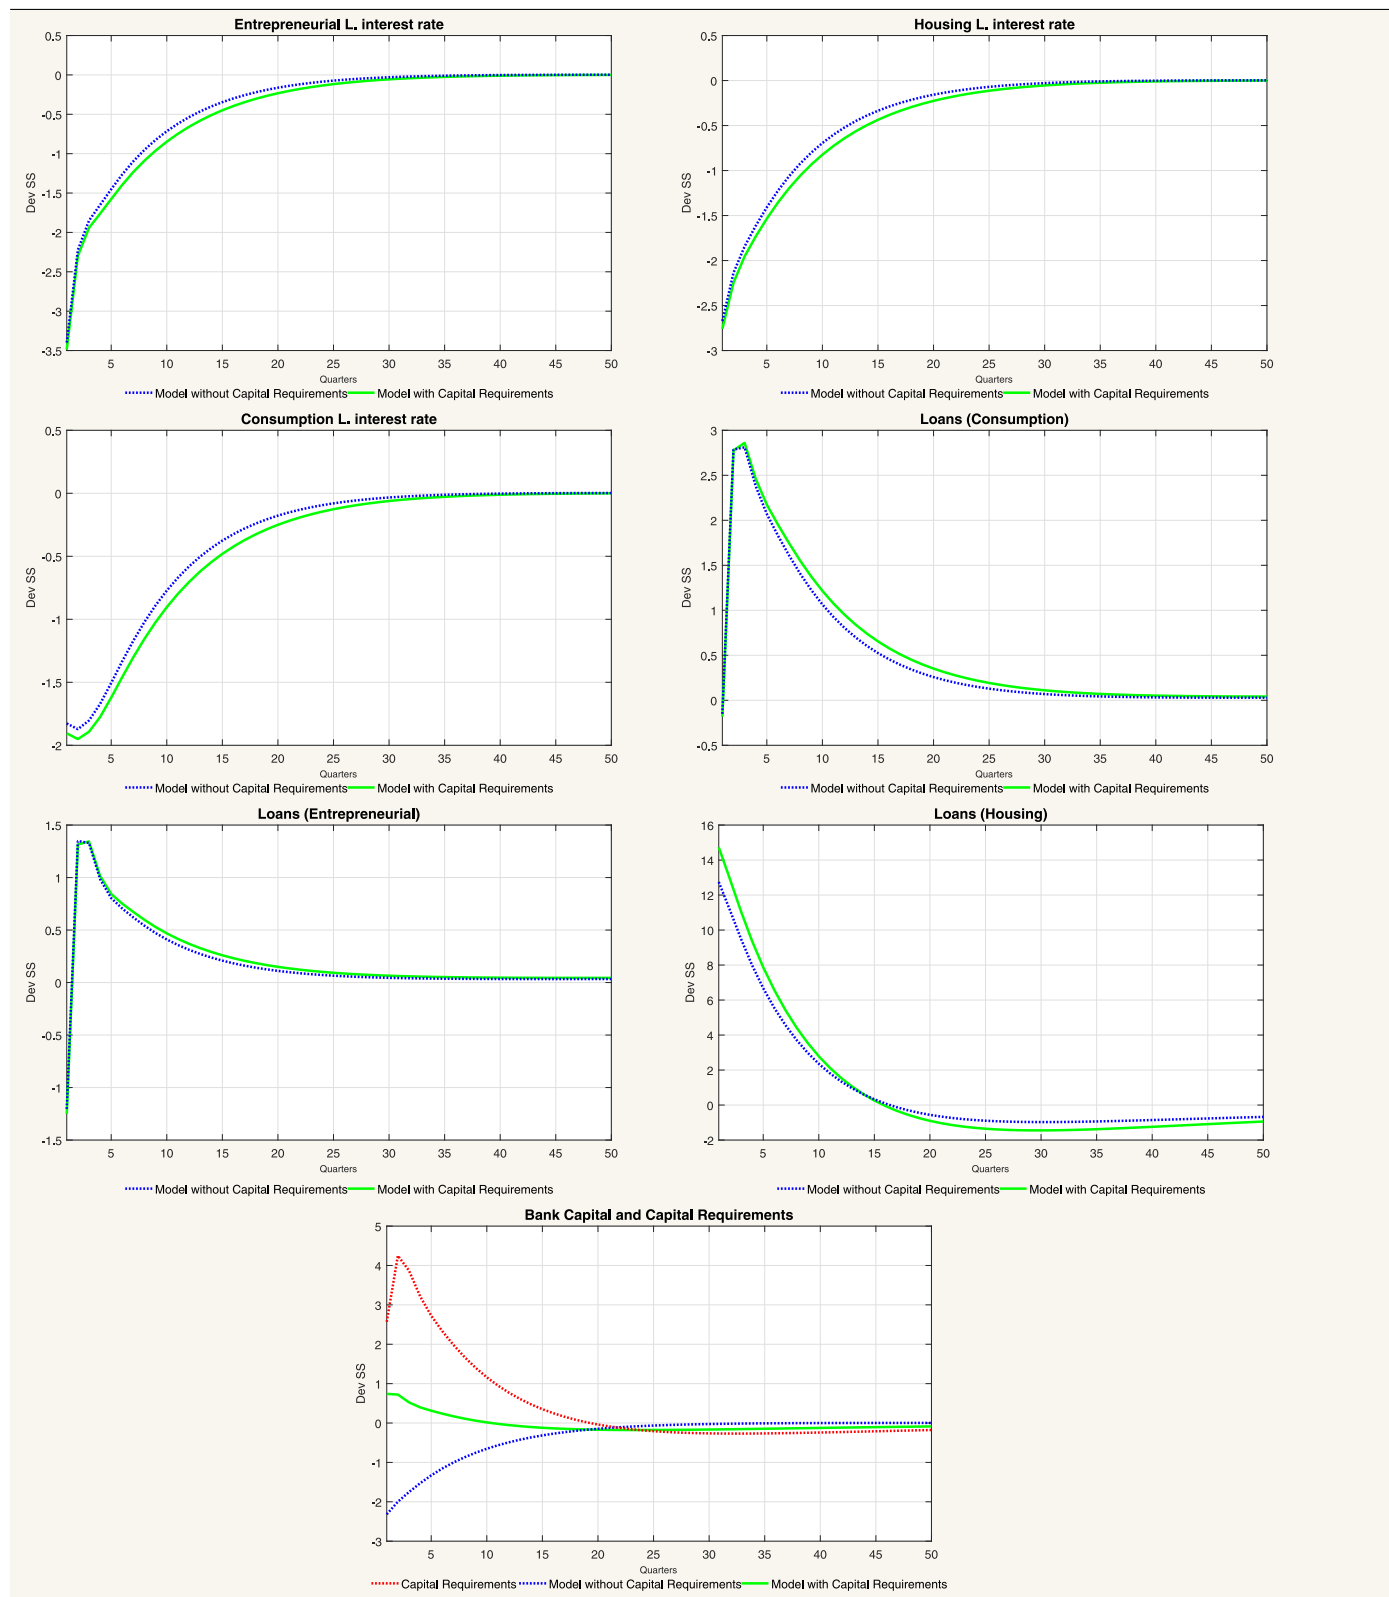 Entrepreneurial L. interest rate
Dev SS
0.5
0
-0.5
-1
-1.5
-2
-2.5
-3
-3.5
5 10 15 20 25 30 35 40 45 50
Quarters
Model without Capital Requirements Model with Capital Requirements
Housing L. interest rate
Dev SS
0.5
0
-0.5
-1
-1.5
-2
-2.5
-3
5 10 15 20 25 30 35 40 45 50
Quarters
Model without Capital Requirements Model with Capital Requirements
Consumption L. interest rate
Dev SS
0.5
0
-0.5
-1
-1.5
-2
5 10 15 20 25 30 35 40 45 50
Quarters
Model without Capital Requirements Model with Capital Requirements
Loans (Consumption)
Dev SS
3
2.5
2
1.5
1
0.5
0
-0.5
5 10 15 20 25 30 35 40 45 50
Quarters
Model without Capital Requirements Model with Capital Requirements
Loans (Entrepreneurial)
Dev SS
1.5
1
0.5
0
-0.5
-1
-1.5
5 10 15 20 25 30 35 40 45 50
Quarters
Model without Capital Requirements Model with Capital Requirements
Loans (Housing)
Dev SS
16
14
12
10
8
6
4
2
0
-2
5 10 15 20 25 30 35 40 45 50
Quarters
Model without Capital Requirements Model with Capital Requirements
Bank Capital and Capital Requirements
Dev SS
5
4
3
2
1
0
-1
-2
-3
5 10 15 20 25 30 35 40 45 50
Quarters
Capital Requirements Model without Capital Requirements Model with Capital Requirements